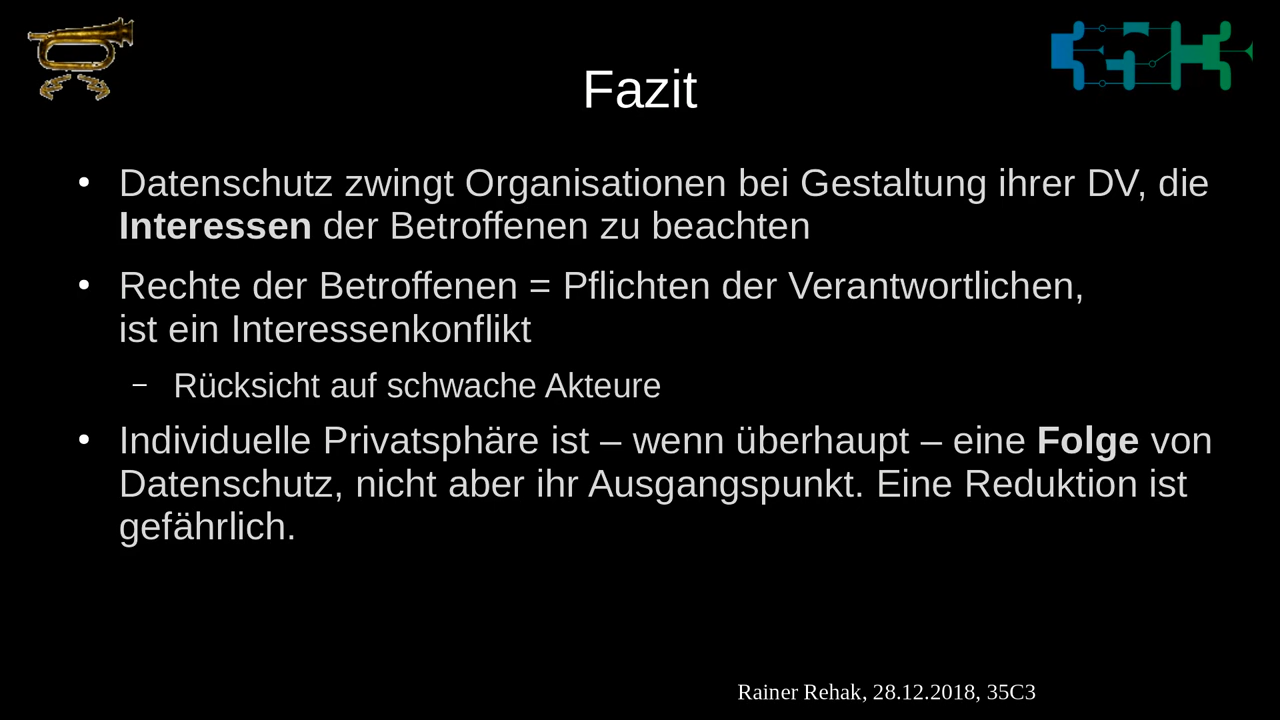 Fazit
Datenschutz zwingt Organisationen bei Gestaltung ihrer DV, die
Interessen der Betroffenen zu beachten
Rechte der Betroffenen = Pflichten der Verantwortlichen,
ist ein Interessenkonflikt
– Rücksicht auf schwache Akteure
Individuelle Privatsphäre ist – wenn überhaupt – eine Folge von
Datenschutz, nicht aber ihr Ausgangspunkt. Eine Reduktion ist
gefährlich.
Rainer Rehak, 28.12.2018, 35C3